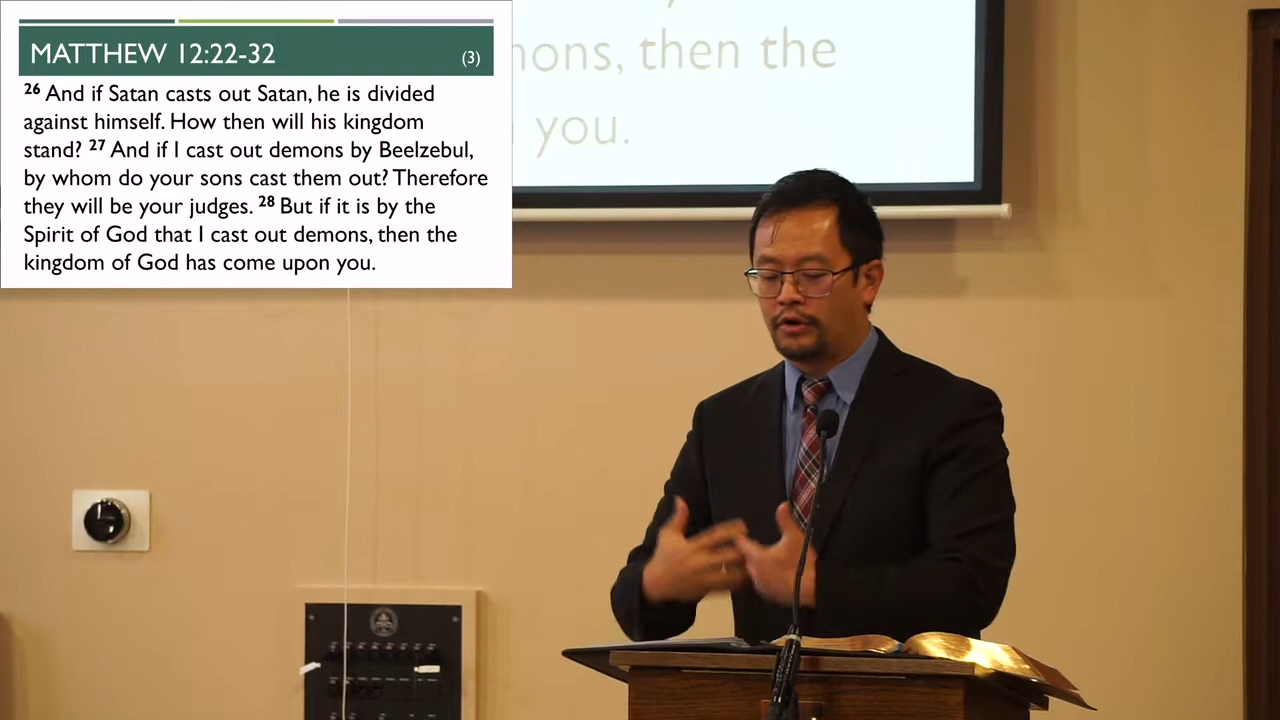 MATTHEW 12:22-32 (3)
26 And if Satan casts out Satan, he is divided
against himself. How then will his kingdom
stand? 27 And if I cast out demons by Beelzebul,
by whom do your sons cast them out? Therefore
they will be your judges. 28 But if it is by the
Spirit of God that I cast out demons, then the
kingdom of God has come upon you.
mons, then the
you.